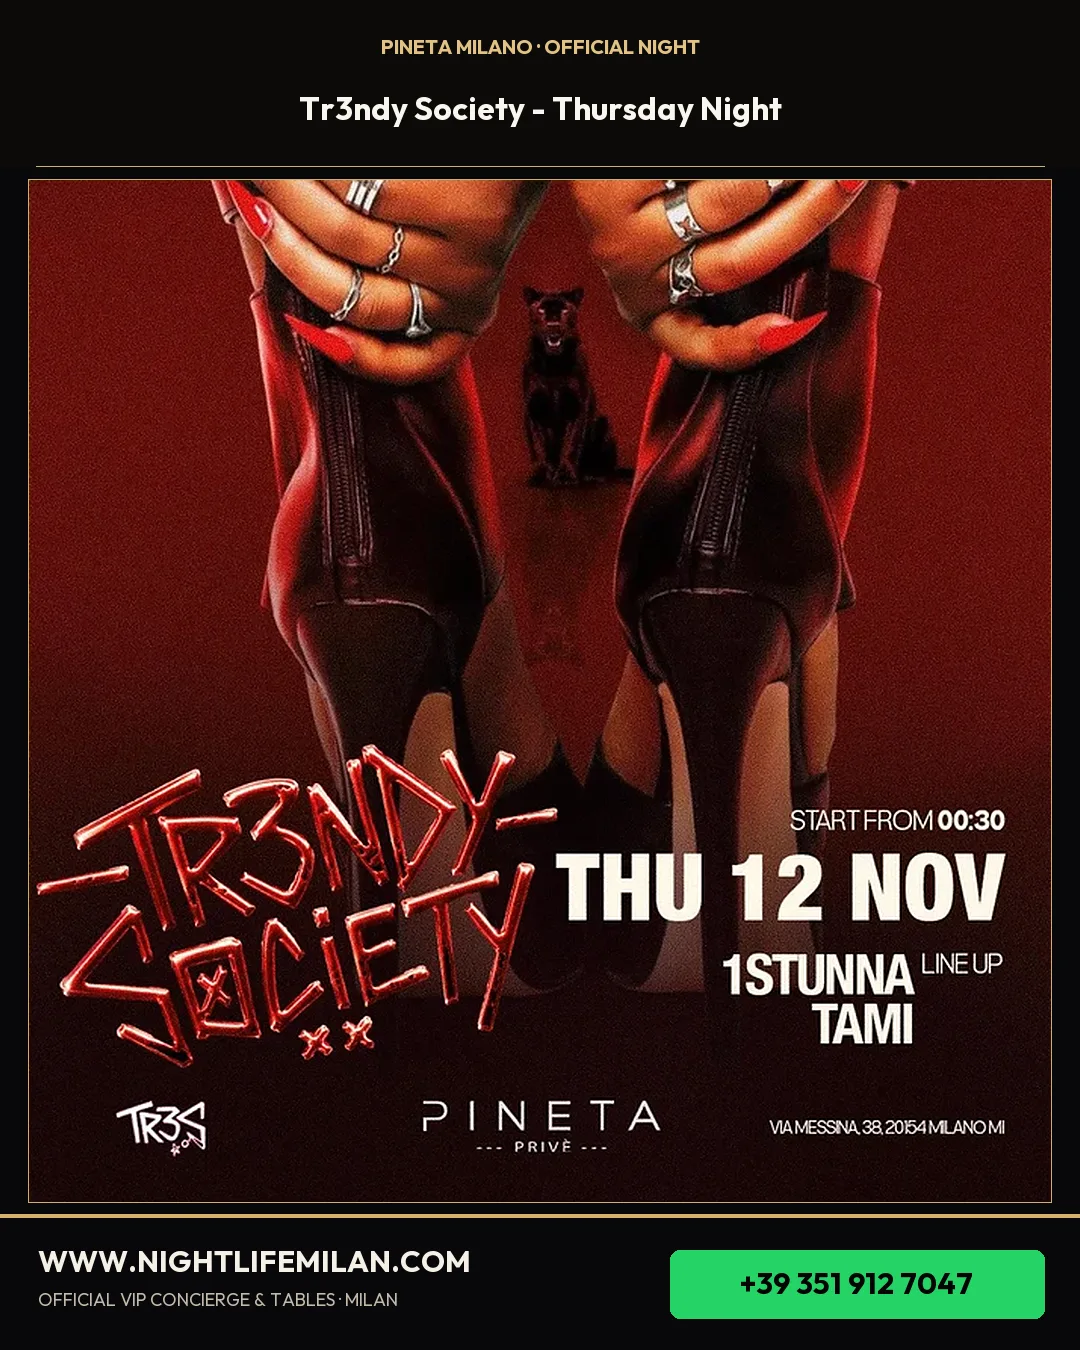 PINETA MILANO · OFFICIAL NIGHT
Tr3ndy Society - Thursday Night
TR3NDY
SOCIETY
START FROM 00:30
THU 12 NOV
1STUNNA LINE UP
TAMI
TR3S
PINETA
--- PRIVÈ ---
VIA MESSINA, 38, 20154 MILANO MI
WWW.NIGHTLIFEMILAN.COM
OFFICIAL VIP CONCIERGE & TABLES · MILAN
+39 351 912 7047